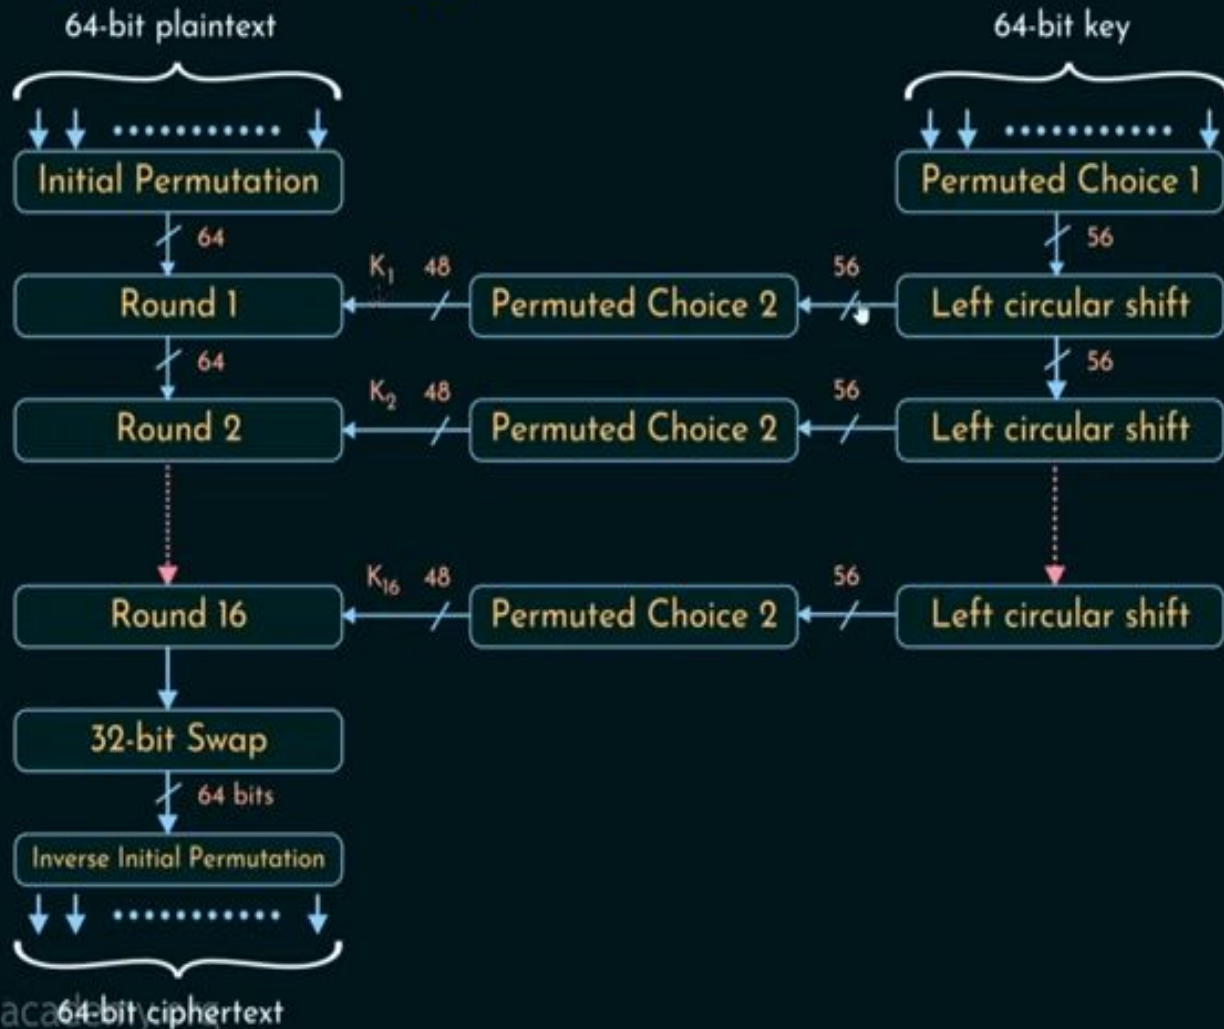 64-bit plaintext
64-bit key
Initial Permutation
Permuted Choice 1
64
56
K1 48
56
Round 1
Permuted Choice 2
Left circular shift
64
56
K2 48
56
Round 2
Permuted Choice 2
Left circular shift
K16 48
56
Round 16
Permuted Choice 2
Left circular shift
32-bit Swap
64 bits
Inverse Initial Permutation
64-bit ciphertext